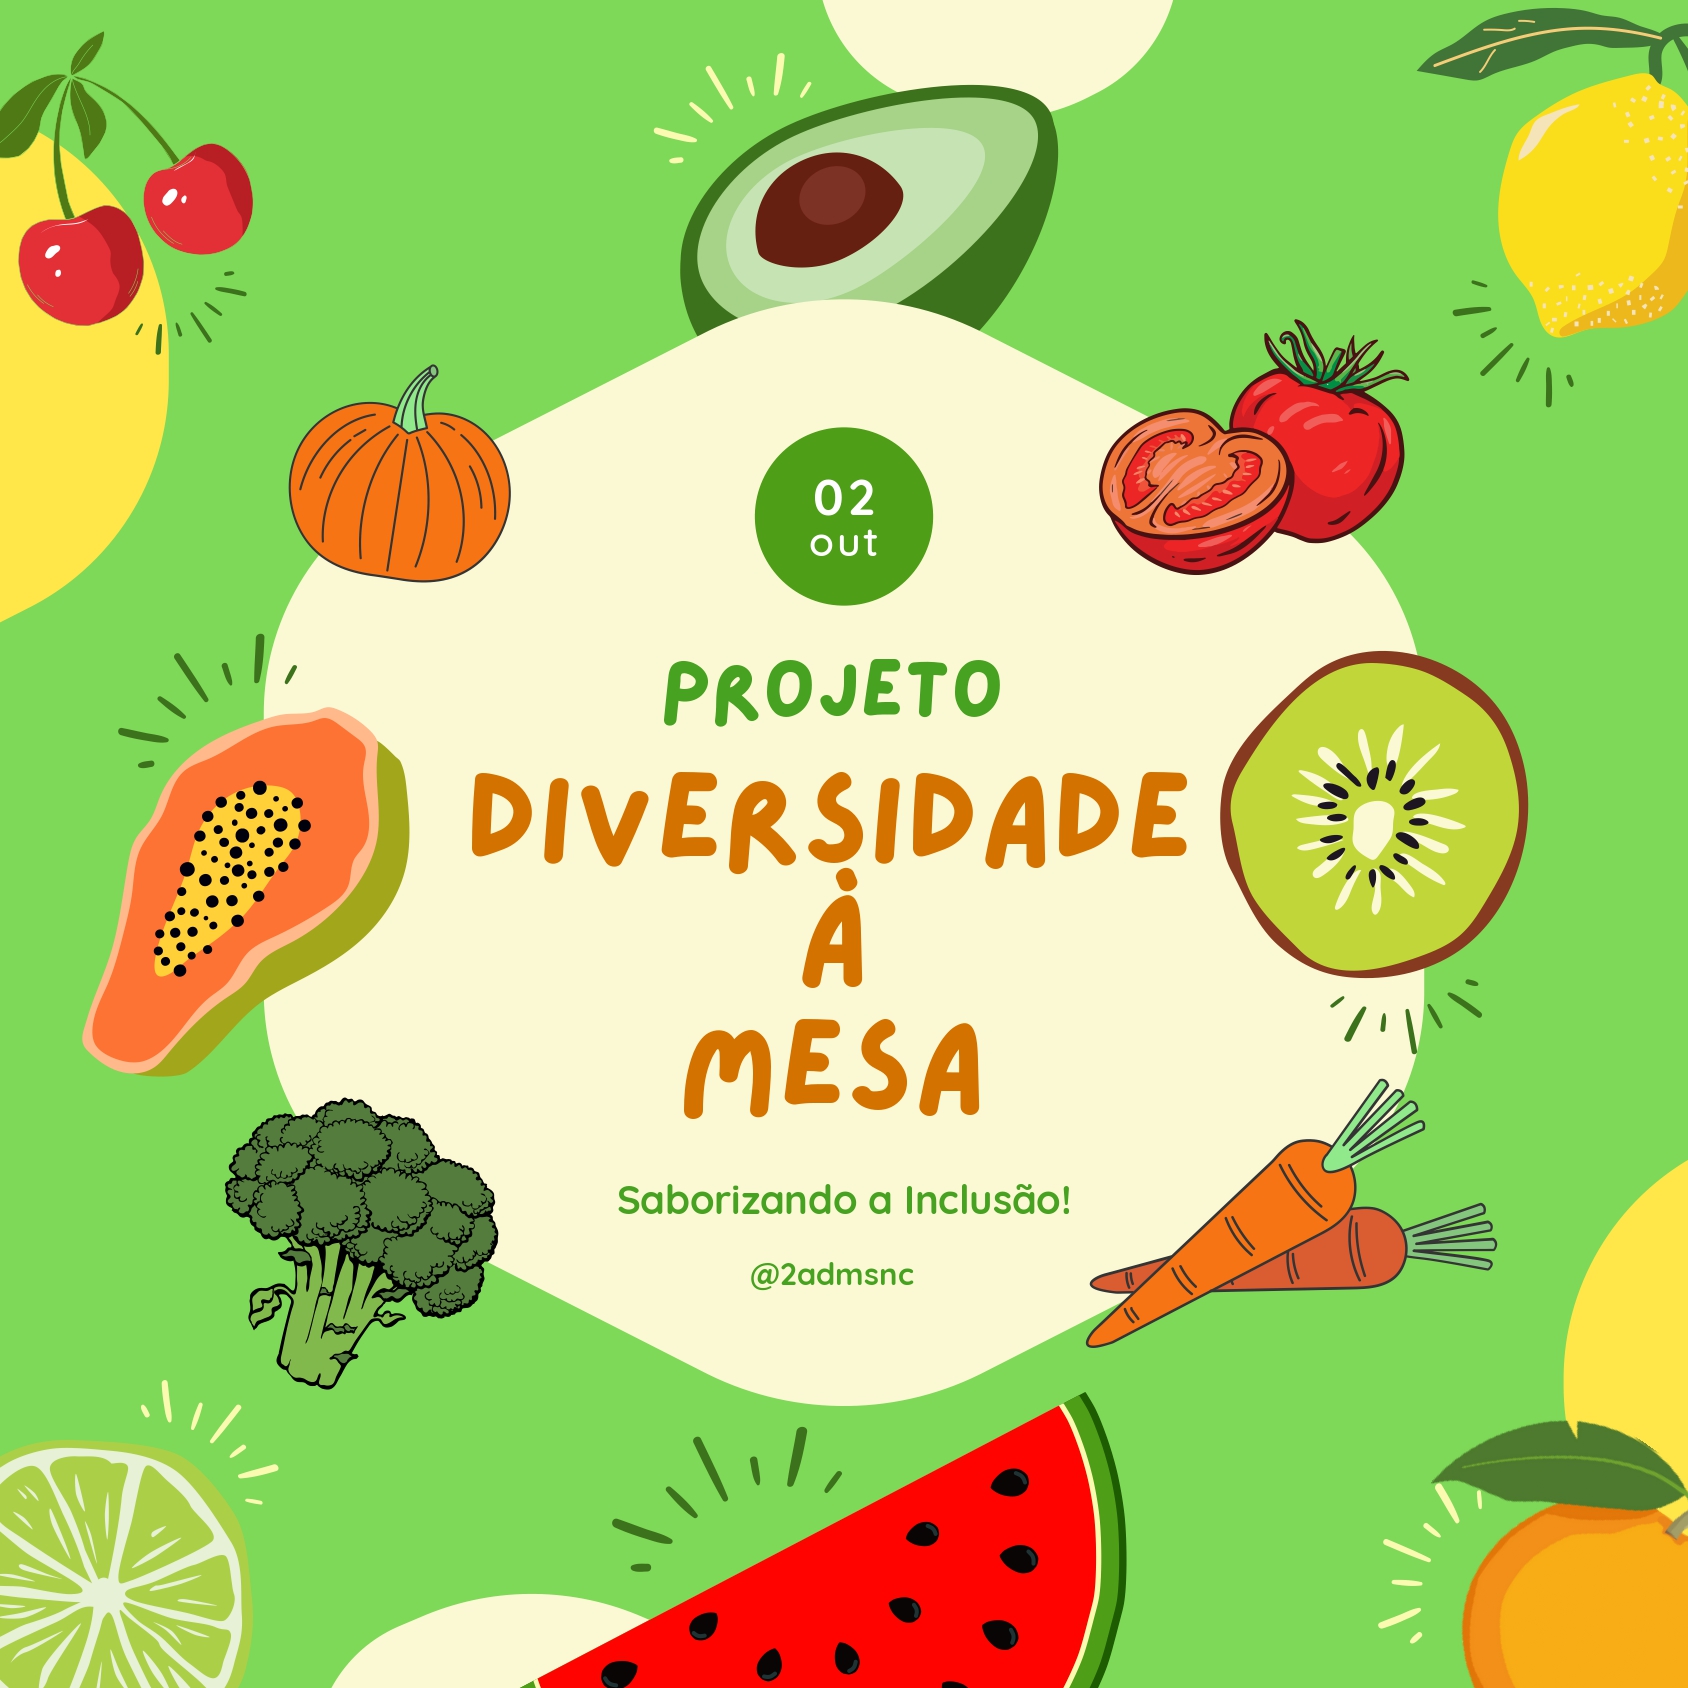 02
out
PROJETO
DIVERSIDADE
À
MESA
Saborizando a Inclusão!
@2admsnc